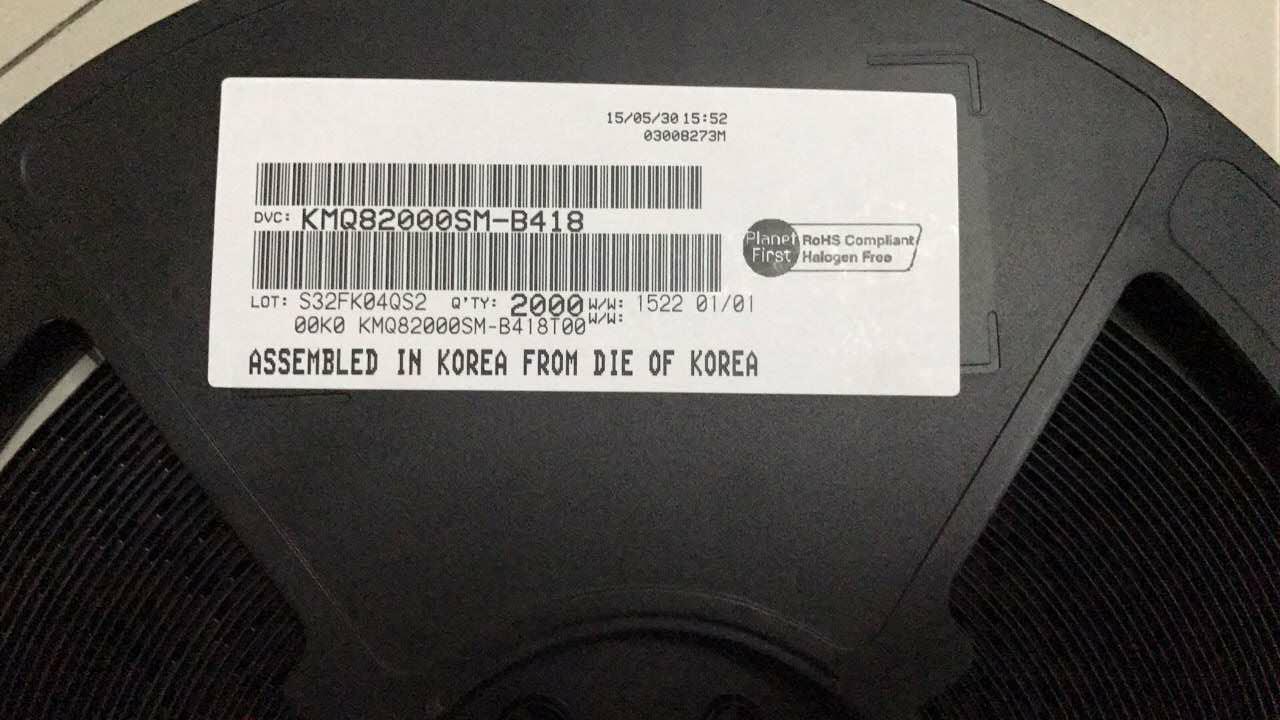 15/05/30 15:52
03008273M
DVC: KMQ82000SM-B418
Planet First RoHS Compliant Halogen Free
LOT: S32FK04QS2 Q'TY: 2000 W/W: 1522 01/01
00K0 KMQ82000SM-B418T00 W/W:
ASSEMBLED IN KOREA FROM DIE OF KOREA